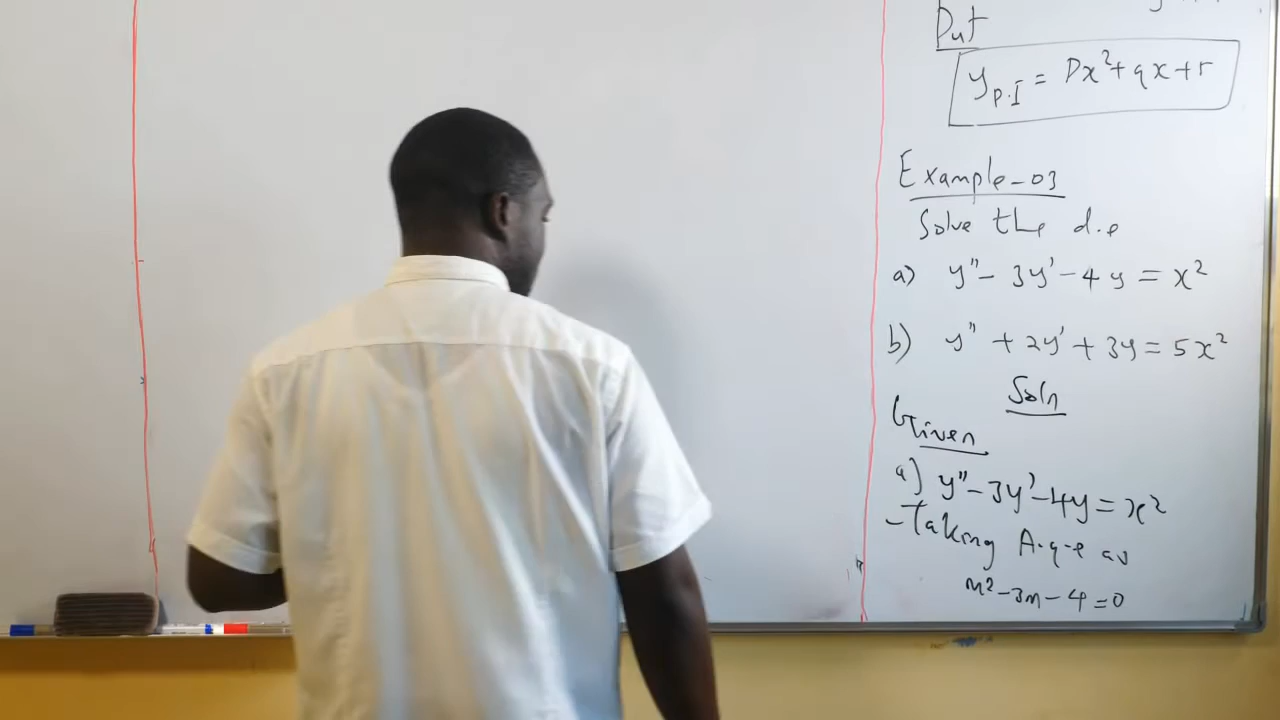 Put
y_{P.I} = Px² + qx + r
Example-03
Solve the d.e
a) y'' - 3y' - 4y = x²
b) y'' + 2y' + 3y = 5x²
Soln
Given
a) y'' - 3y' - 4y = x²
- Taking A.q.e as
m² - 3m - 4 = 0